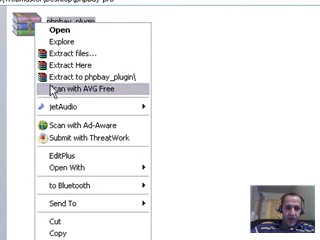 phpbay_plugin
Open
Explore
Extract files...
Extract Here
Extract to phpbay_plugin\
Scan with AVG Free
jetAudio
Scan with Ad-Aware
Submit with ThreatWork
EditPlus
Open With
to Bluetooth
Send To
Cut
Copy